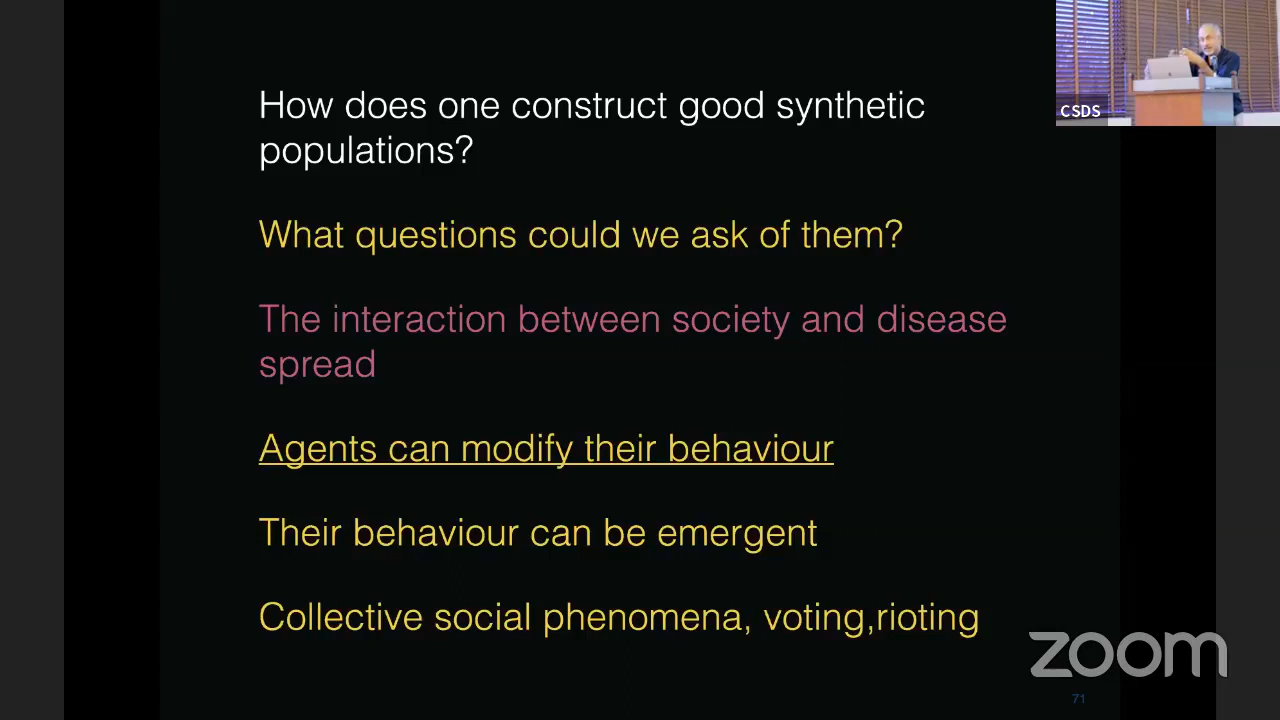 How does one construct good synthetic
populations?
What questions could we ask of them?
The interaction between society and disease
spread
Agents can modify their behaviour
Their behaviour can be emergent
Collective social phenomena, voting,rioting
CSDS
zoom
71